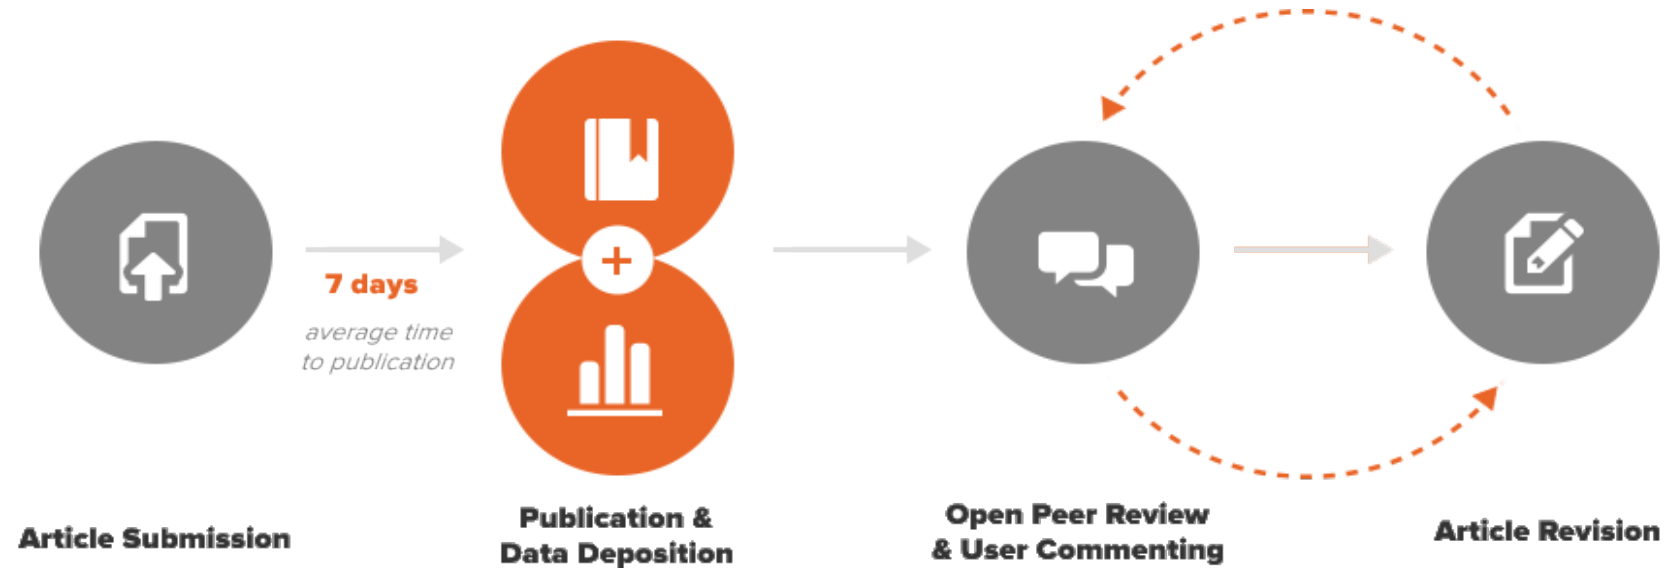 7 days
average time
to publication
Article Submission
Publication &
Data Deposition
Open Peer Review
& User Commenting
Article Revision